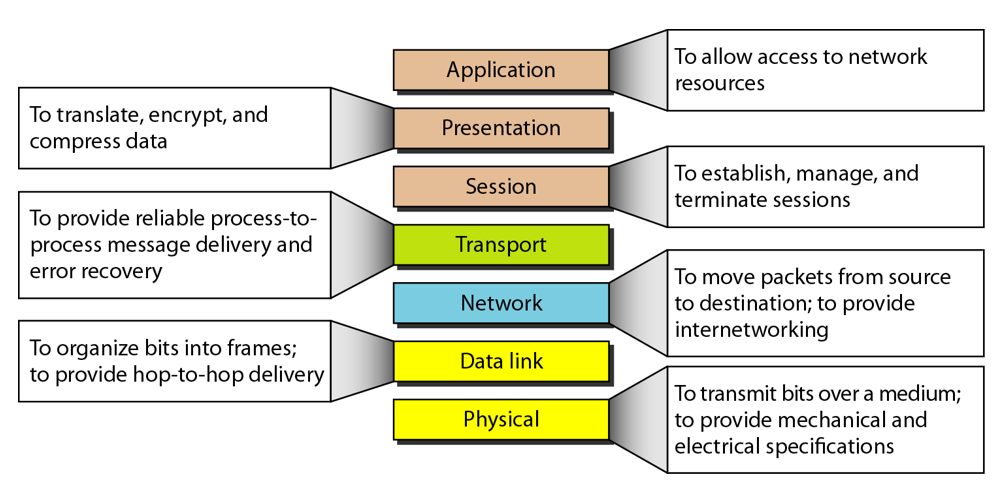 Application
To allow access to network
resources
Presentation
To translate, encrypt, and
compress data
Session
To establish, manage, and
terminate sessions
Transport
To provide reliable process-to-
process message delivery and
error recovery
Network
To move packets from source
to destination; to provide
internetworking
Data link
To organize bits into frames;
to provide hop-to-hop delivery
Physical
To transmit bits over a medium;
to provide mechanical and
electrical specifications